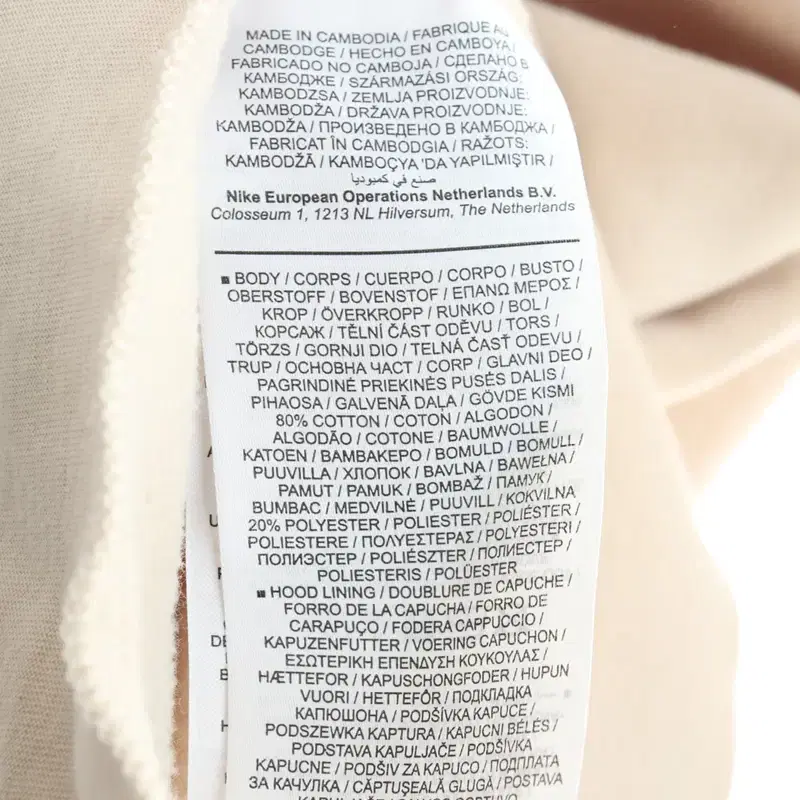 MADE IN CAMBODIA / FABRIQUE AU
CAMBODGE / HECHO EN CAMBOYA /
FABRICADO NO CAMBOJA / СДЕЛАНО В
КАМБОДЖЕ / SZÁRMAZÁSI ORSZÁG:
KAMBODZSA / ZEMLJA PROIZVODNJE:
KAMBODŽA / DRŽAVA PROIZVODNJE:
KAMBODŽA / ПРОИЗВЕДЕНО В КАМБОДЖА /
FABRICAT ÎN CAMBODGIA / RAŽOTS:
KAMBODŽĀ / KAMBOÇYA 'DA YAPILMIŞTIR /
صنع في كمبوديا
Nike European Operations Netherlands B.V.
Colosseum 1, 1213 NL Hilversum, The Netherlands
■ BODY / CORPS / CUERPO / CORPO / BUSTO /
OBERSTOFF / BOVENSTOF / ΕΠΑΝΩ ΜΕΡΟΣ /
KROP / ÖVERKROPP / RUNKO / BOL /
КОРСАЖ / TĚLNÍ ČÁST ODĚVU / TORS /
TÖRZS / GORNJI DIO / TELNÁ ČASŤ ODEVU /
TRUP / ОСНОВНА ЧАСТ / CORP / GLAVNI DEO /
PAGRINDINĖ PRIEKINĖS PUSĖS DALIS /
PIHAOSA / GALVENĀ DAĻA / GÖVDE KISMI
80% COTTON / COTON / ALGODON /
ALGODÃO / COTONE / BAUMWOLLE /
KATOEN / ΒΑΜΒΑΚΕΡΟ / BOMULD / BOMULL /
PUUVILLA / ХЛОПОК / BAVLNA / BAWEŁNA /
PAMUT / PAMUK / BOMBAŽ / ПАМУК /
BUMBAC / MEDVILNĖ / PUUVILL / KOKVILNA
20% POLYESTER / POLIESTER / POLIÉSTER /
POLIESTERE / ΠΟΛΥΕΣΤΕΡΑΣ / POLYESTERI /
ПОЛИЭСТЕР / POLIÉSZTER / ПОЛИЕСТЕР /
POLIESTERIS / POLÜESTER
■ HOOD LINING / DOUBLURE DE CAPUCHE /
FORRO DE LA CAPUCHA / FORRO DE
CARAPUÇO / FODERA CAPPUCCIO /
KAPUZENFUTTER / VOERING CAPUCHON /
ΕΣΩΤΕΡΙΚΗ ΕΠΕΝΔΥΣΗ ΚΟΥΚΟΥΛΑΣ /
HÆTTEFOR / KAPUSCHONGFODER / HUPUN
VUORI / HETTEFÔR / ПОДКЛАДКА
КАПЮШОНА / PODŠÍVKA KAPUCE /
PODSZEWKA KAPTURA / KAPUCNI BÉLÉS /
PODSTAVA KAPULJAČE / PODŠÍVKA
KAPUCNE / PODŠIV ZA KAPUCO / ПОДПЛАТА
ЗА КАЧУЛКА / CĂPTUȘEALĂ GLUGĂ / POSTAVA